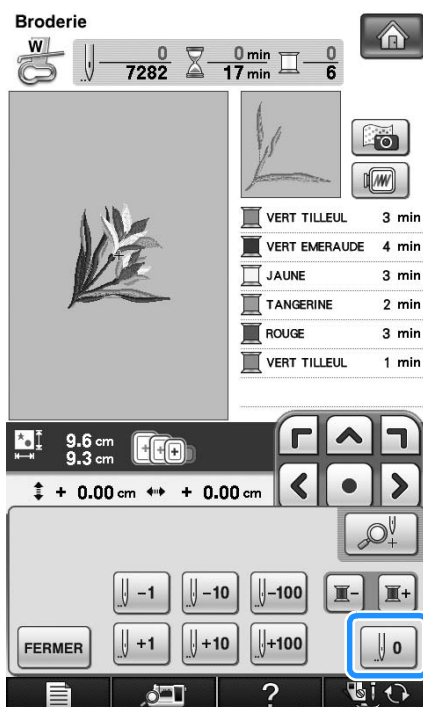 Broderie
W
0 0 min 0
7282 17 min 6
VERT TILLEUL 3 min
VERT EMERAUDE 4 min
JAUNE 3 min
TANGERINE 2 min
ROUGE 3 min
VERT TILLEUL 1 min
9.6 cm
9.3 cm
+ 0.00 cm + 0.00 cm
-1 -10 -100 - +
FERMER +1 +10 +100 0
?